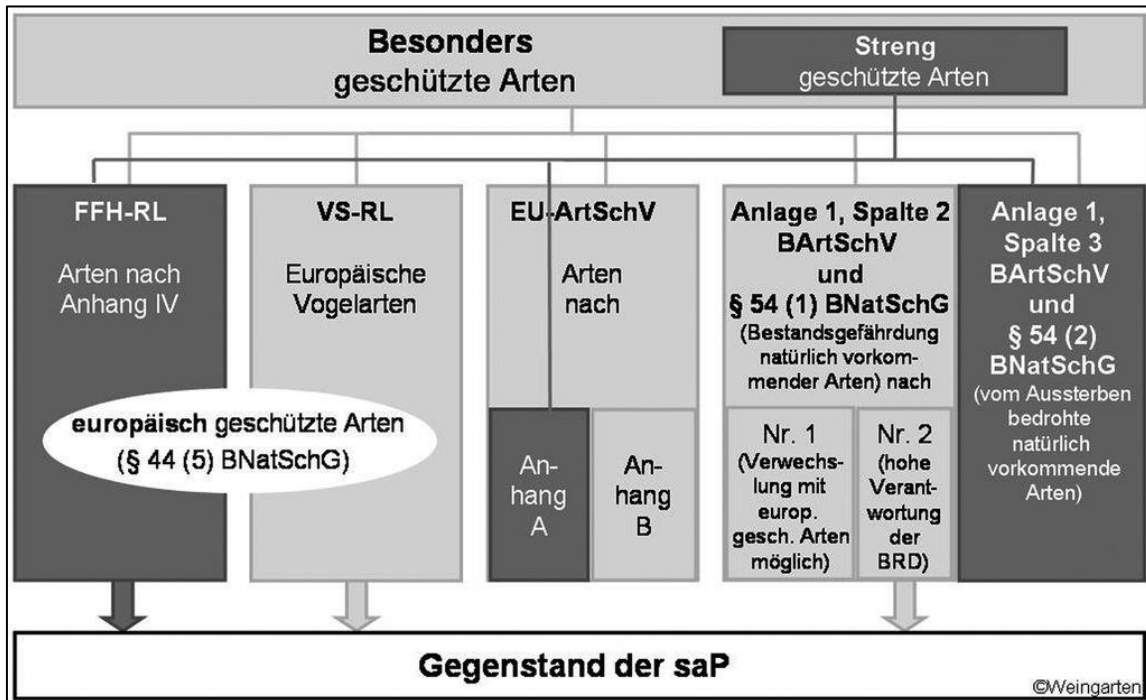 Besonders
geschützte Arten
Streng
geschützte Arten
FFH-RL
Arten nach
Anhang IV
VS-RL
Europäische
Vogelarten
europäisch geschützte Arten
(§ 44 (5) BNatSchG)
EU-ArtSchV
Arten
nach
An-
hang
A
An-
hang
B
Anlage 1, Spalte 2
BArtSchV
und
§ 54 (1) BNatSchG
(Bestandsgefährdung
natürlich vorkom-
mender Arten) nach
Nr. 1
(Verwechs-
lung mit
europ.
gesch. Arten
möglich)
Nr. 2
(hohe
Verant-
wortung
der
BRD)
Anlage 1,
Spalte 3
BArtSchV
und
§ 54 (2)
BNatSchG
(vom Aussterben
bedrohte
natürlich
vorkommende
Arten)
Gegenstand der saP
©Weingarten